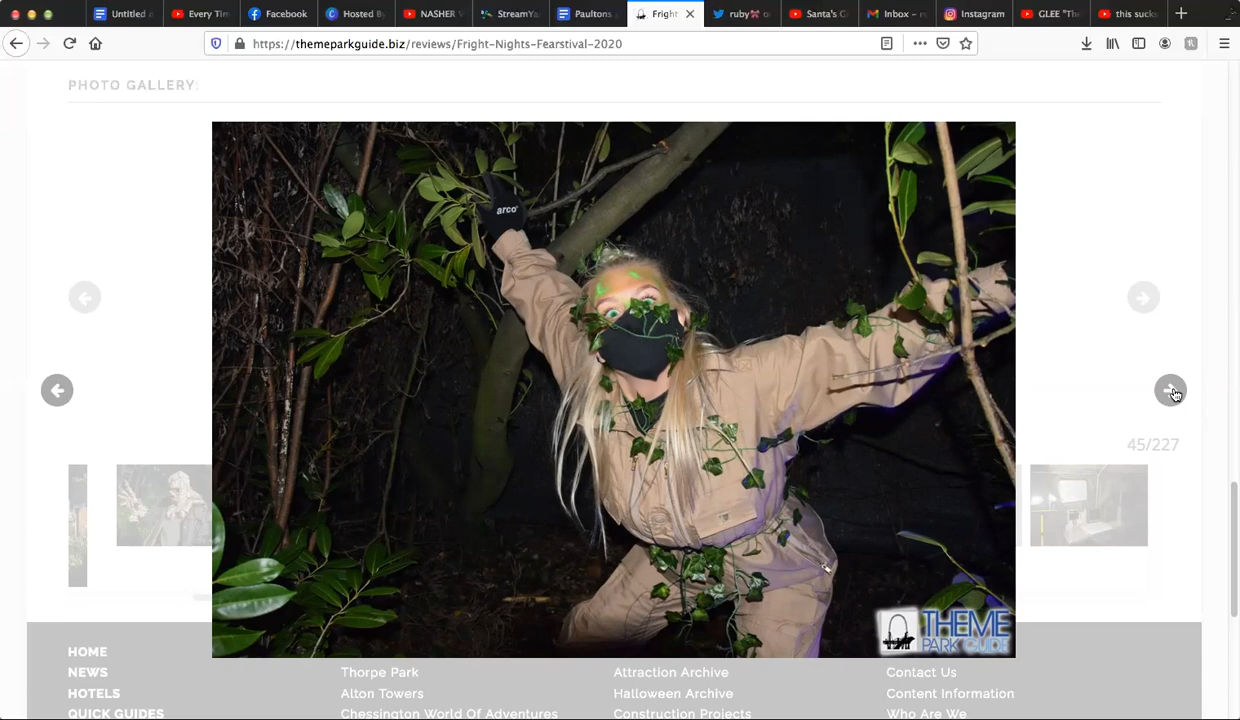 Untitled
Every Tim
Facebook
Hosted B
NASHER
StreamYa
Paultons
Fright
ruby
Santa's G
Inbox -
Instagram
GLEE "The
this sucks
https://themeparkguide.biz/reviews/Fright-Nights-Fearstival-2020
PHOTO GALLERY:
arco
45/227
THEME
PARK GUIDE
HOME
NEWS
HOTELS
QUICK GUIDES
Thorpe Park
Alton Towers
Chessington World Of Adventures
Attraction Archive
Halloween Archive
Construction Projects
Contact Us
Content Information
Who Are We